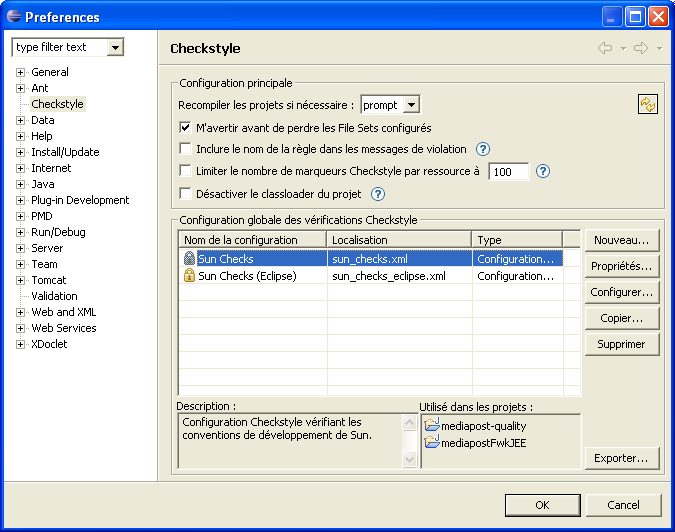 Preferences
type filter text
Checkstyle
General
Ant
Checkstyle
Data
Help
Install/Update
Internet
Java
Plug-in Development
PMD
Run/Debug
Server
Team
Tomcat
Validation
Web and XML
Web Services
XDoclet
Configuration principale
Recompiler les projets si nécessaire : prompt
M'avertir avant de perdre les File Sets configurés
Inclure le nom de la règle dans les messages de violation ?
Limiter le nombre de marqueurs Checkstyle par ressource à 100 ?
Désactiver le classloader du projet ?
Configuration globale des vérifications Checkstyle
Nom de la configuration Localisation Type
Sun Checks sun_checks.xml Configuration...
Sun Checks (Eclipse) sun_checks_eclipse.xml Configuration...
Nouveau...
Propriétés...
Configurer...
Copier...
Supprimer
Description :
Configuration Checkstyle vérifiant les
conventions de développement de Sun.
Utilisé dans les projets :
mediapost-quality
mediapostFwkJEE
Exporter...
OK Cancel